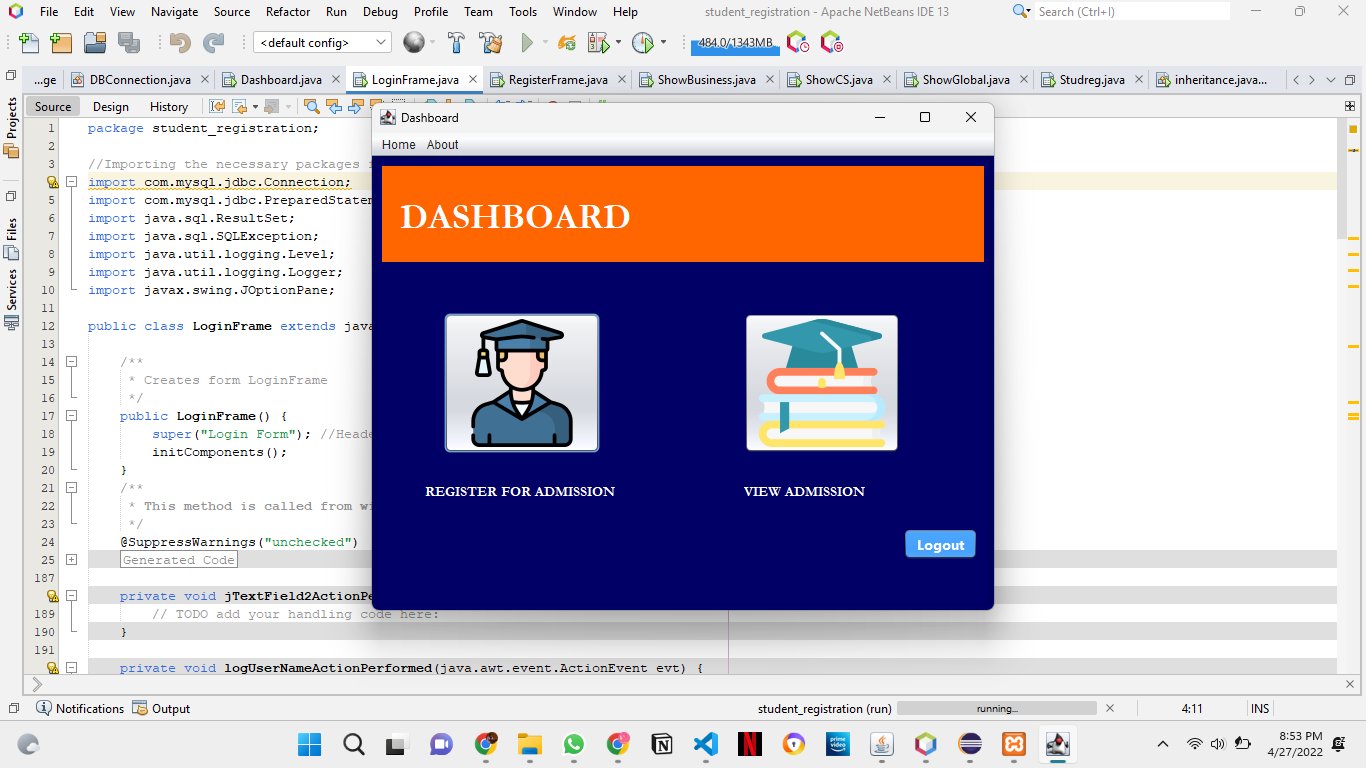 File Edit View Navigate Source Refactor Run Debug Profile Team Tools Window Help
student_registration - Apache NetBeans IDE 13
Search (Ctrl+I)
<default config>
484.0/1343MB
...ge DBConnection.java Dashboard.java LoginFrame.java RegisterFrame.java ShowBusiness.java ShowCS.java ShowGlobal.java Studreg.java inheritance.java...
Source Design History
Projects
Files
Services
1 package student_registration;
2
3 //Importing the necessary packages
import com.mysql.jdbc.Connection;
5 import com.mysql.jdbc.PreparedStatem
6 import java.sql.ResultSet;
7 import java.sql.SQLException;
8 import java.util.logging.Level;
9 import java.util.logging.Logger;
10 import javax.swing.JOptionPane;
11
12 public class LoginFrame extends java
13
14 /**
15 * Creates form LoginFrame
16 */
17 public LoginFrame() {
18 super("Login Form"); //Heade
19 initComponents();
20 }
21 /**
22 * This method is called from wi
23 */
24 @SuppressWarnings("unchecked")
25 Generated Code
187
private void jTextField2ActionPe
189 // TODO add your handling code here:
190 }
191
private void logUserNameActionPerformed(java.awt.event.ActionEvent evt) {
Dashboard
Home About
DASHBOARD
REGISTER FOR ADMISSION
VIEW ADMISSION
Logout
Notifications Output
student_registration (run)
running...
4:11
INS
prime video
8:53 PM
4/27/2022